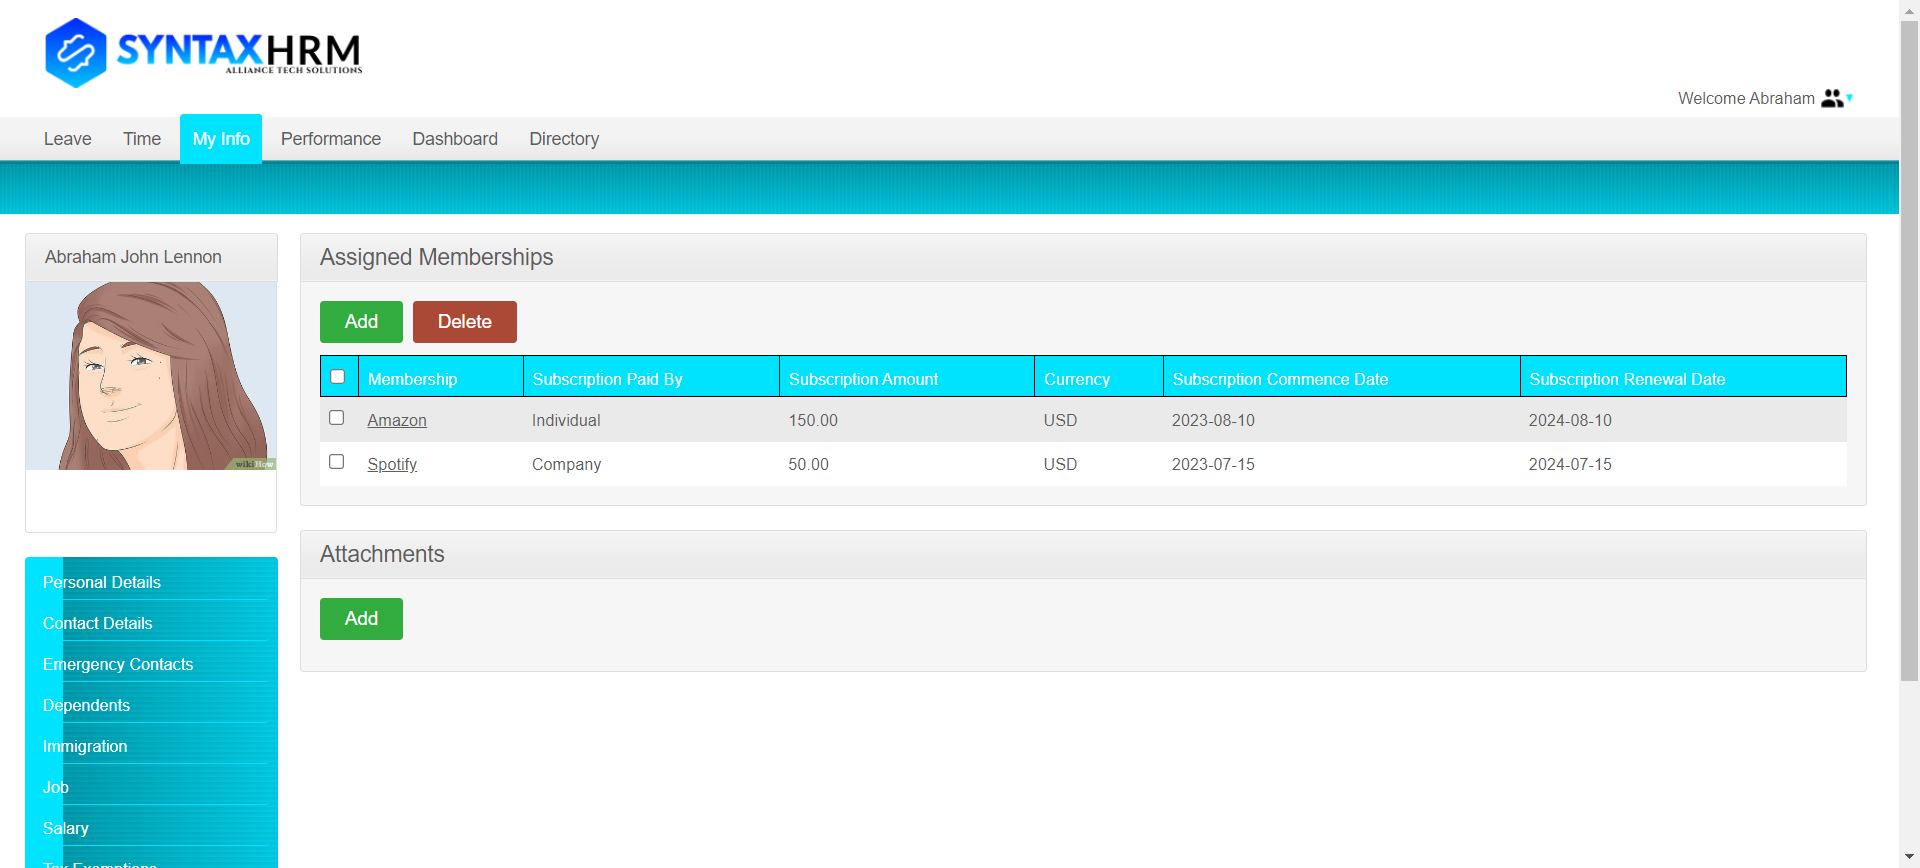 SYNTAXHRM
ALLIANCE TECH SOLUTIONS
Welcome Abraham
Leave Time My Info Performance Dashboard Directory
Abraham John Lennon
wikiHow
Personal Details
Contact Details
Emergency Contacts
Dependents
Immigration
Job
Salary
Tax Exemptions
Assigned Memberships
Add Delete
Membership Subscription Paid By Subscription Amount Currency Subscription Commence Date Subscription Renewal Date
Amazon Individual 150.00 USD 2023-08-10 2024-08-10
Spotify Company 50.00 USD 2023-07-15 2024-07-15
Attachments
Add